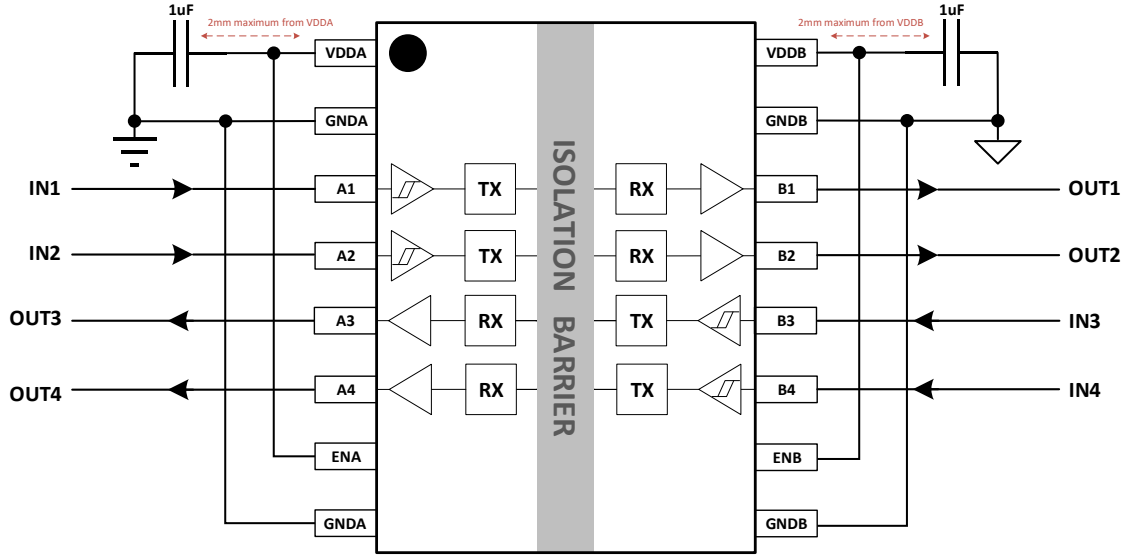 1uF
2mm maximum from VDDA
2mm maximum from VDDB
1uF
VDDA
VDDB
GNDA
GNDB
IN1
A1
TX
RX
B1
OUT1
IN2
A2
TX
RX
B2
OUT2
OUT3
A3
RX
TX
B3
IN3
OUT4
A4
RX
TX
B4
IN4
ISOLATION BARRIER
ENA
ENB
GNDA
GNDB